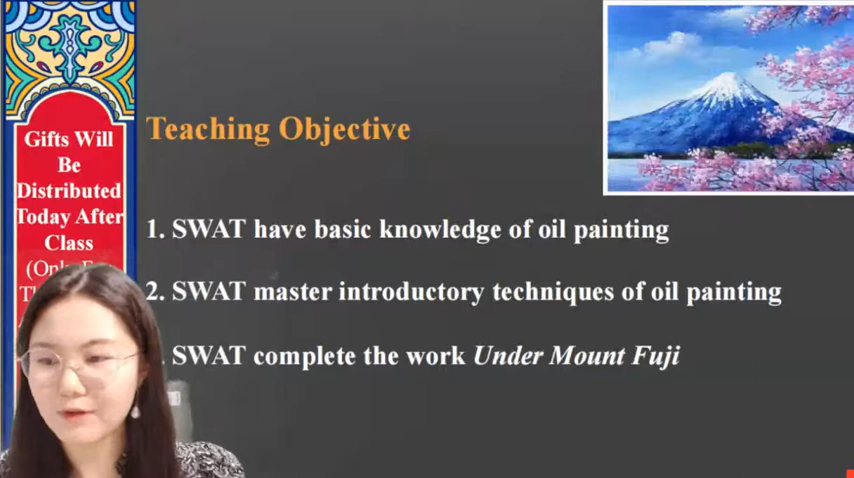 Gifts Will
Be
Distributed
Today After
Class
Teaching Objective
1. SWAT have basic knowledge of oil painting
2. SWAT master introductory techniques of oil painting
SWAT complete the work Under Mount Fuji